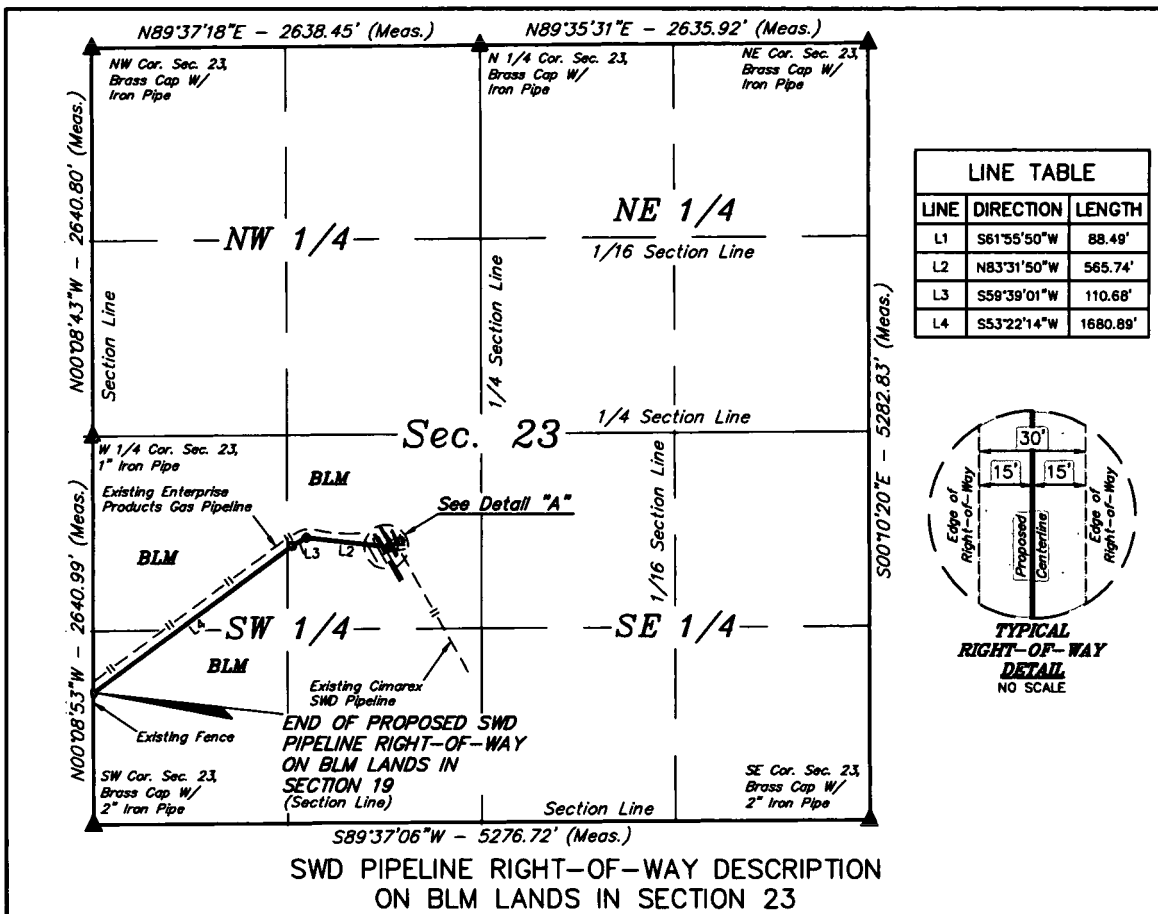 N89°37'18"E - 2638.45' (Meas.)
N89°35'31"E - 2635.92' (Meas.)
NW Cor. Sec. 23,
Brass Cap W/
Iron Pipe
N 1/4 Cor. Sec. 23,
Brass Cap W/
Iron Pipe
NE Cor. Sec. 23,
Brass Cap W/
Iron Pipe
N00°08'43"W - 2640.80' (Meas.)
Section Line
NW 1/4
NE 1/4
1/16 Section Line
1/4 Section Line
S00°10'20"E - 5282.83' (Meas.)
LINE TABLE
LINE DIRECTION LENGTH
L1 S61°55'50"W 88.49'
L2 N83°31'50"W 565.74'
L3 S59°39'01"W 110.68'
L4 S53°22'14"W 1680.89'
1/4 Section Line
Sec. 23
W 1/4 Cor. Sec. 23,
1" Iron Pipe
BLM
Existing Enterprise
Products Gas Pipeline
See Detail "A"
BLM
L3
L2
L4
1/16 Section Line
SW 1/4
SE 1/4
BLM
N00°08'53"W - 2640.99' (Meas.)
Existing Cimarex
SWD Pipeline
Existing Fence
END OF PROPOSED SWD
PIPELINE RIGHT-OF-WAY
ON BLM LANDS IN
SECTION 19
(Section Line)
SW Cor. Sec. 23,
Brass Cap W/
2" Iron Pipe
SE Cor. Sec. 23,
Brass Cap W/
2" Iron Pipe
Section Line
S89°37'06"W - 5276.72' (Meas.)
30'
15' 15'
Edge of
Right-of-Way
Proposed
Centerline
Edge of
Right-of-Way
TYPICAL
RIGHT-OF-WAY
DETAIL
NO SCALE
SWD PIPELINE RIGHT-OF-WAY DESCRIPTION
ON BLM LANDS IN SECTION 23